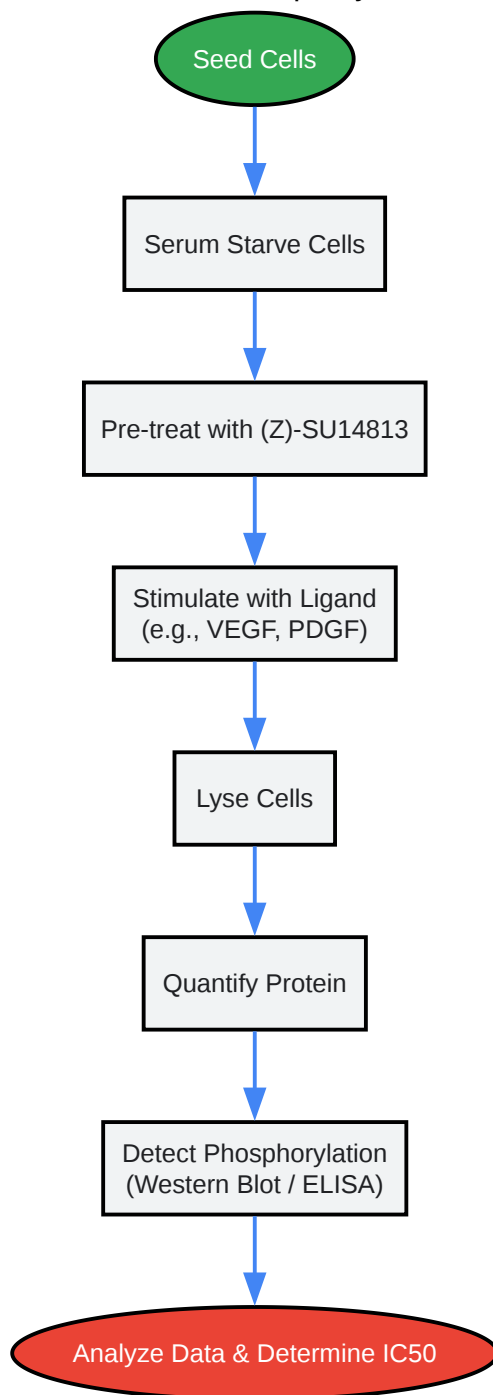 Seed Cells
Serum Starve Cells
Pre-treat with (Z)-SU14813
Stimulate with Ligand
(e.g., VEGF, PDGF)
Lyse Cells
Quantify Protein
Detect Phosphorylation
(Western Blot / ELISA)
Analyze Data & Determine IC50